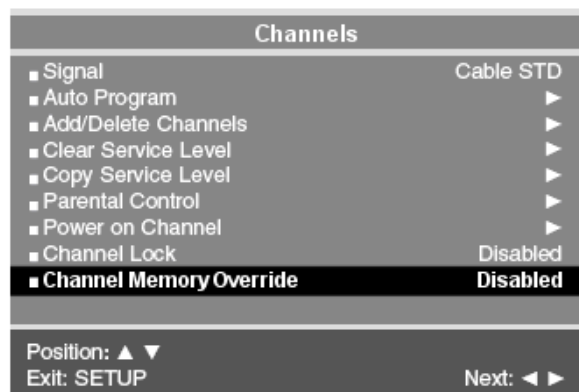 Channels
Signal Cable STD
Auto Program ►
Add/Delete Channels ►
Clear Service Level ►
Copy Service Level ►
Parental Control ►
Power on Channel ►
Channel Lock Disabled
Channel Memory Override Disabled
Position: ▲ ▼
Exit: SETUP Next: ◄ ►